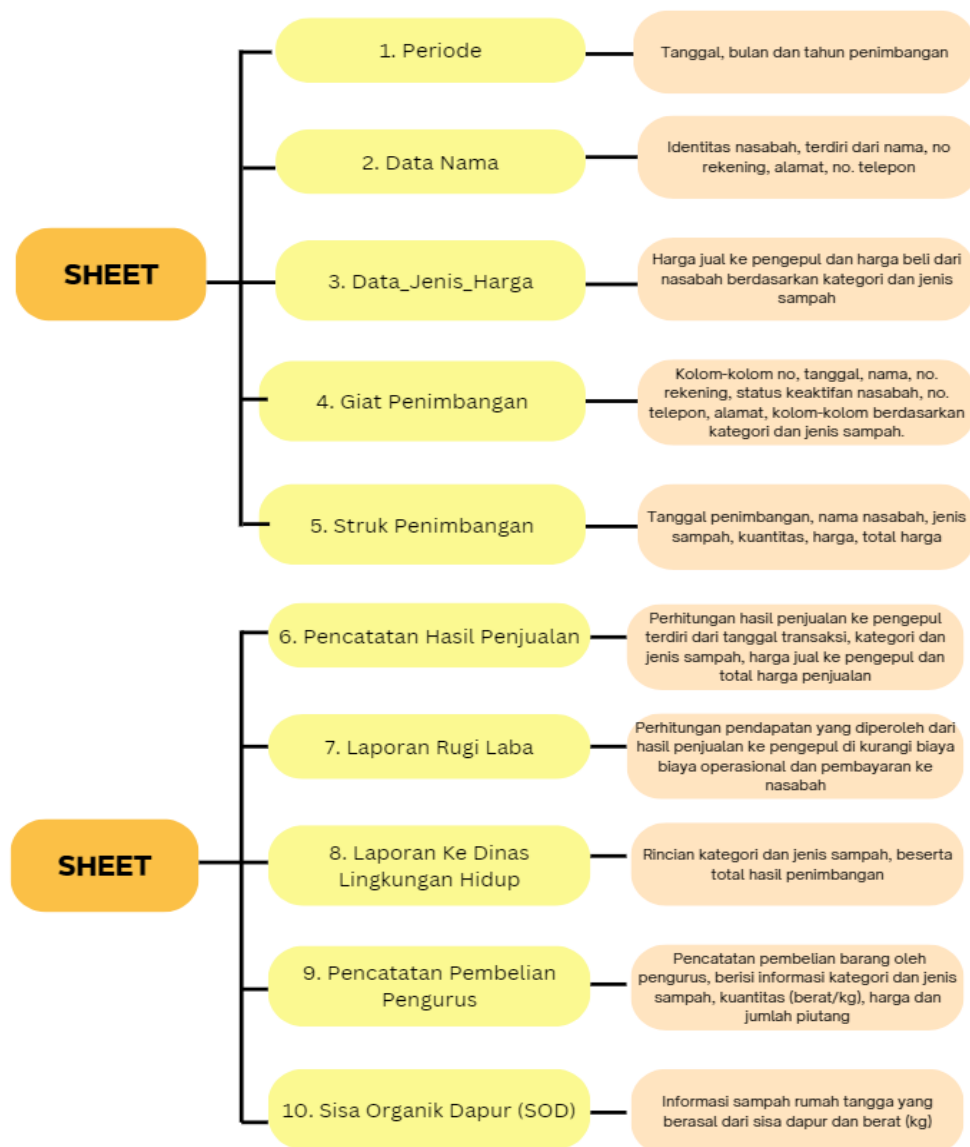 1. Periode
Tanggal, bulan dan tahun penimbangan
2. Data Nama
Identitas nasabah, terdiri dari nama, no
rekening, alamat, no. telepon
SHEET
3. Data_Jenis_Harga
Harga jual ke pengepul dan harga beli dari
nasabah berdasarkan kategori dan jenis
sampah
4. Giat Penimbangan
Kolom-kolom no, tanggal, nama, no.
rekening, status keaktifan nasabah, no.
telepon, alamat, kolom-kolom berdasarkan
kategori dan jenis sampah.
5. Struk Penimbangan
Tanggal penimbangan, nama nasabah, jenis
sampah, kuantitas, harga, total harga
6. Pencatatan Hasil Penjualan
Perhitungan hasil penjualan ke pengepul
terdiri dari tanggal transaksi, kategori dan
jenis sampah, harga jual ke pengepul dan
total harga penjualan
7. Laporan Rugi Laba
Perhitungan pendapatan yang diperoleh dari
hasil penjualan ke pengepul di kurangi biaya
biaya operasional dan pembayaran ke
nasabah
SHEET
8. Laporan Ke Dinas
Lingkungan Hidup
Rincian kategori dan jenis sampah, beserta
total hasil penimbangan
9. Pencatatan Pembelian
Pengurus
Pencatatan pembelian barang oleh
pengurus, berisi informasi kategori dan jenis
sampah, kuantitas (berat/kg), harga dan
jumlah piutang
10. Sisa Organik Dapur (SOD)
Informasi sampah rumah tangga yang
berasal dari sisa dapur dan berat (kg)